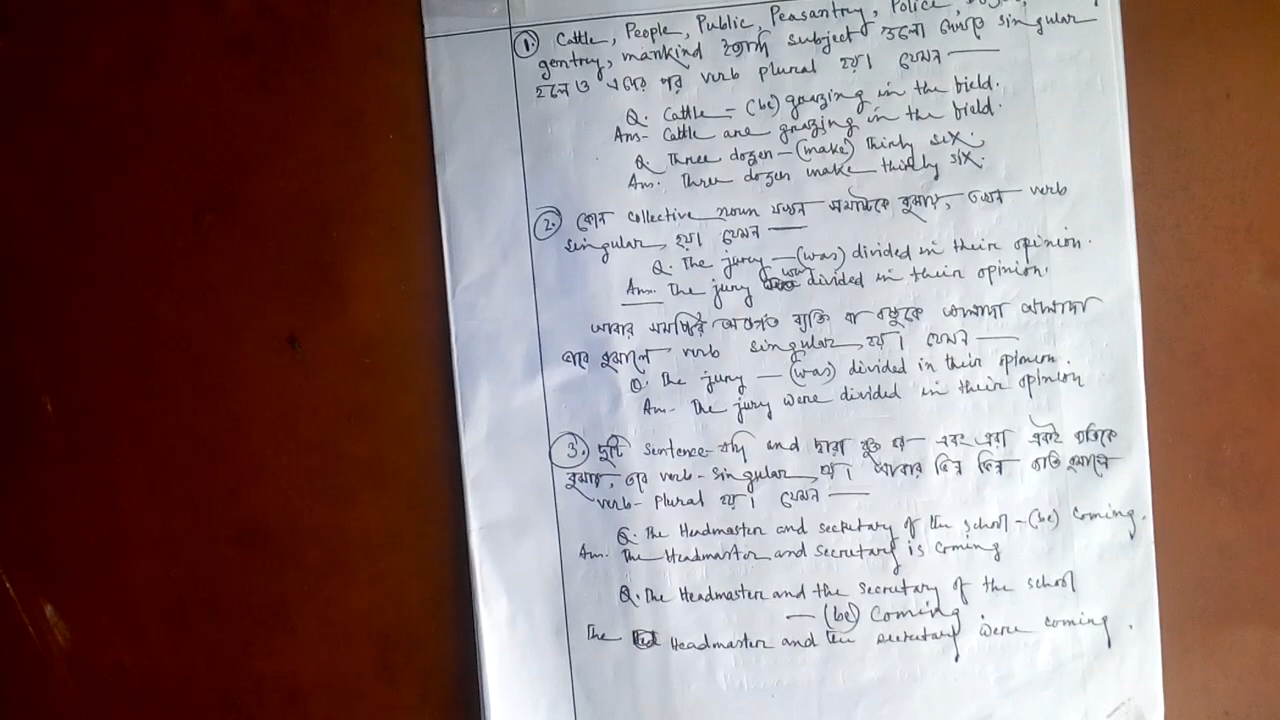 1. Cattle, People, Public, Peasantry, Police,
gentry, mankind ইত্যাদি subject গুলো দেখতে singular
হলে ও এদের পর verb plural হয়। যেমন —
Q. Cattle – (be) grazing in the field.
Ans- Cattle are grazing in the field.
Q. Three dozen – (make) thirty six.
An. Three dozen make thirty six.
2. কোন collective noun যখন সমষ্টিকে বুঝায়, তখন verb
singular হয়। যেমন —
Q. The jury – (was) divided in their opinion.
Ans. The jury was divided in their opinion.
আবার সমষ্টির অন্তর্গত ব্যক্তি বা বস্তুকে আলাদা আলাদা
ভাবে বুঝালে verb singular হয়। যেমন —
Q. The jury – (was) divided in their opinion.
An- The jury were divided in their opinion
3. দুটি sentence যদি and দ্বারা যুক্ত হয় এবং এরা একই ব্যক্তিকে
বুঝায়, তবে verb- singular হয়। আবার ভিন্ন ভিন্ন ব্যক্তি বুঝালে
verb- Plural হয়। যেমন —
Q. The Headmaster and secretary of the school – (be) coming.
An. The Headmaster and Secretary is coming
Q. The Headmaster and the Secretary of the school
— (be) Coming
The Headmaster and the secretary were coming.